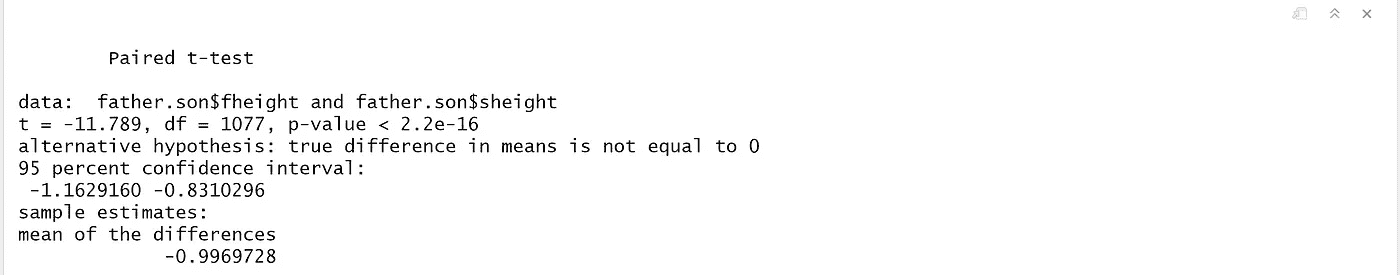 Paired t-test
data:  father.son$fheight and father.son$sheight
t = -11.789, df = 1077, p-value < 2.2e-16
alternative hypothesis: true difference in means is not equal to 0
95 percent confidence interval:
 -1.1629160 -0.8310296
sample estimates:
mean of the differences
-0.9969728